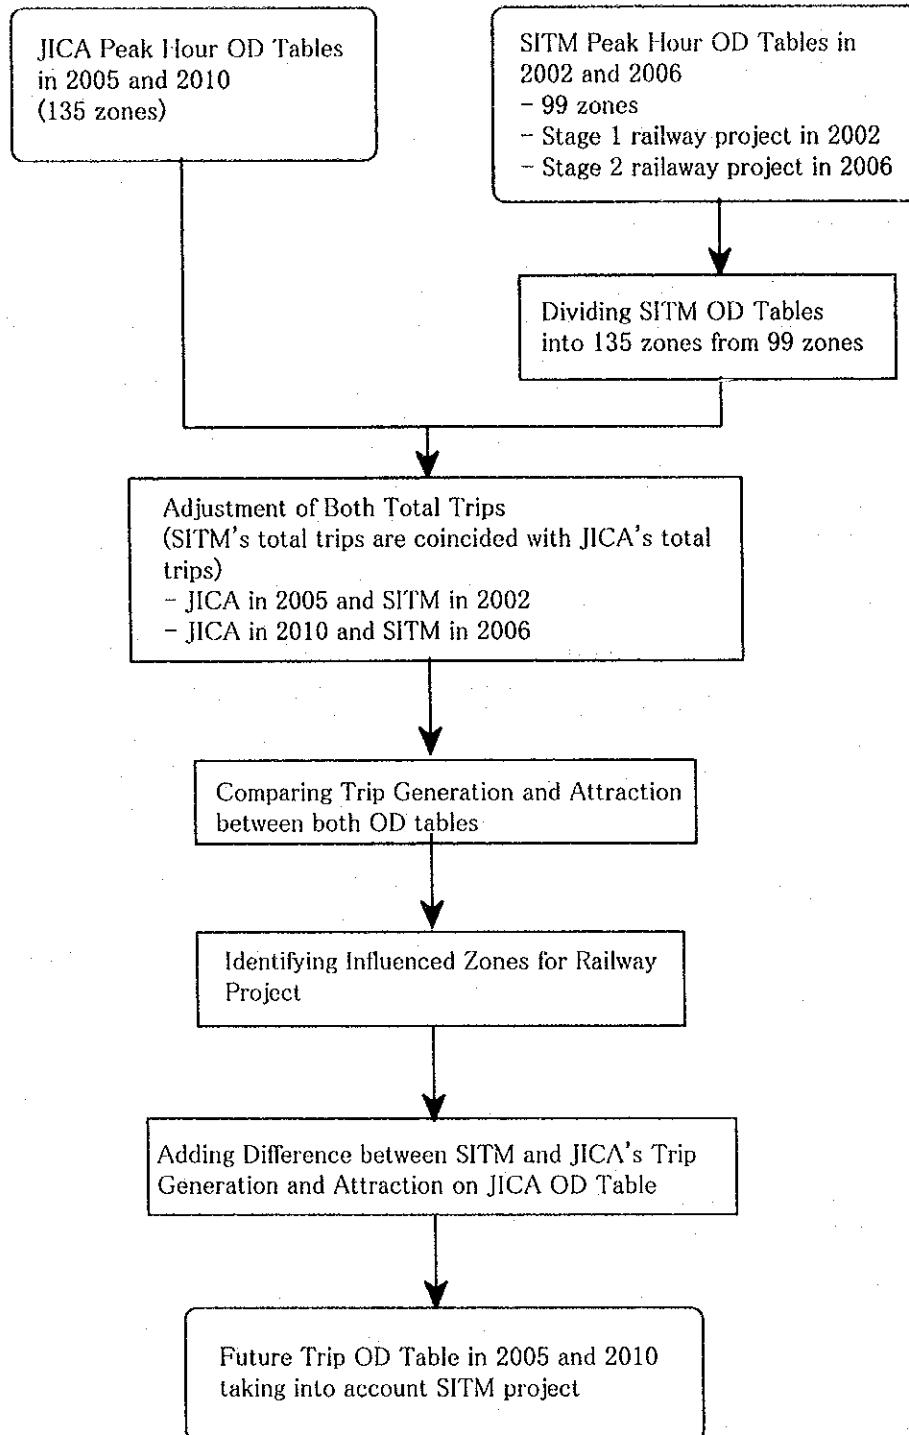 JICA Peak Hour OD Tables
in 2005 and 2010
(135 zones)
SITM Peak Hour OD Tables in
2002 and 2006
- 99 zones
- Stage 1 railway project in 2002
- Stage 2 railaway project in 2006
Dividing SITM OD Tables
into 135 zones from 99 zones
Adjustment of Both Total Trips
(SITM's total trips are coincided with JICA's total
trips)
- JICA in 2005 and SITM in 2002
- JICA in 2010 and SITM in 2006
Comparing Trip Generation and Attraction
between both OD tables
Identifying Influenced Zones for Railway
Project
Adding Difference between SITM and JICA's Trip
Generation and Attraction on JICA OD Table
Future Trip OD Table in 2005 and 2010
taking into account SITM project